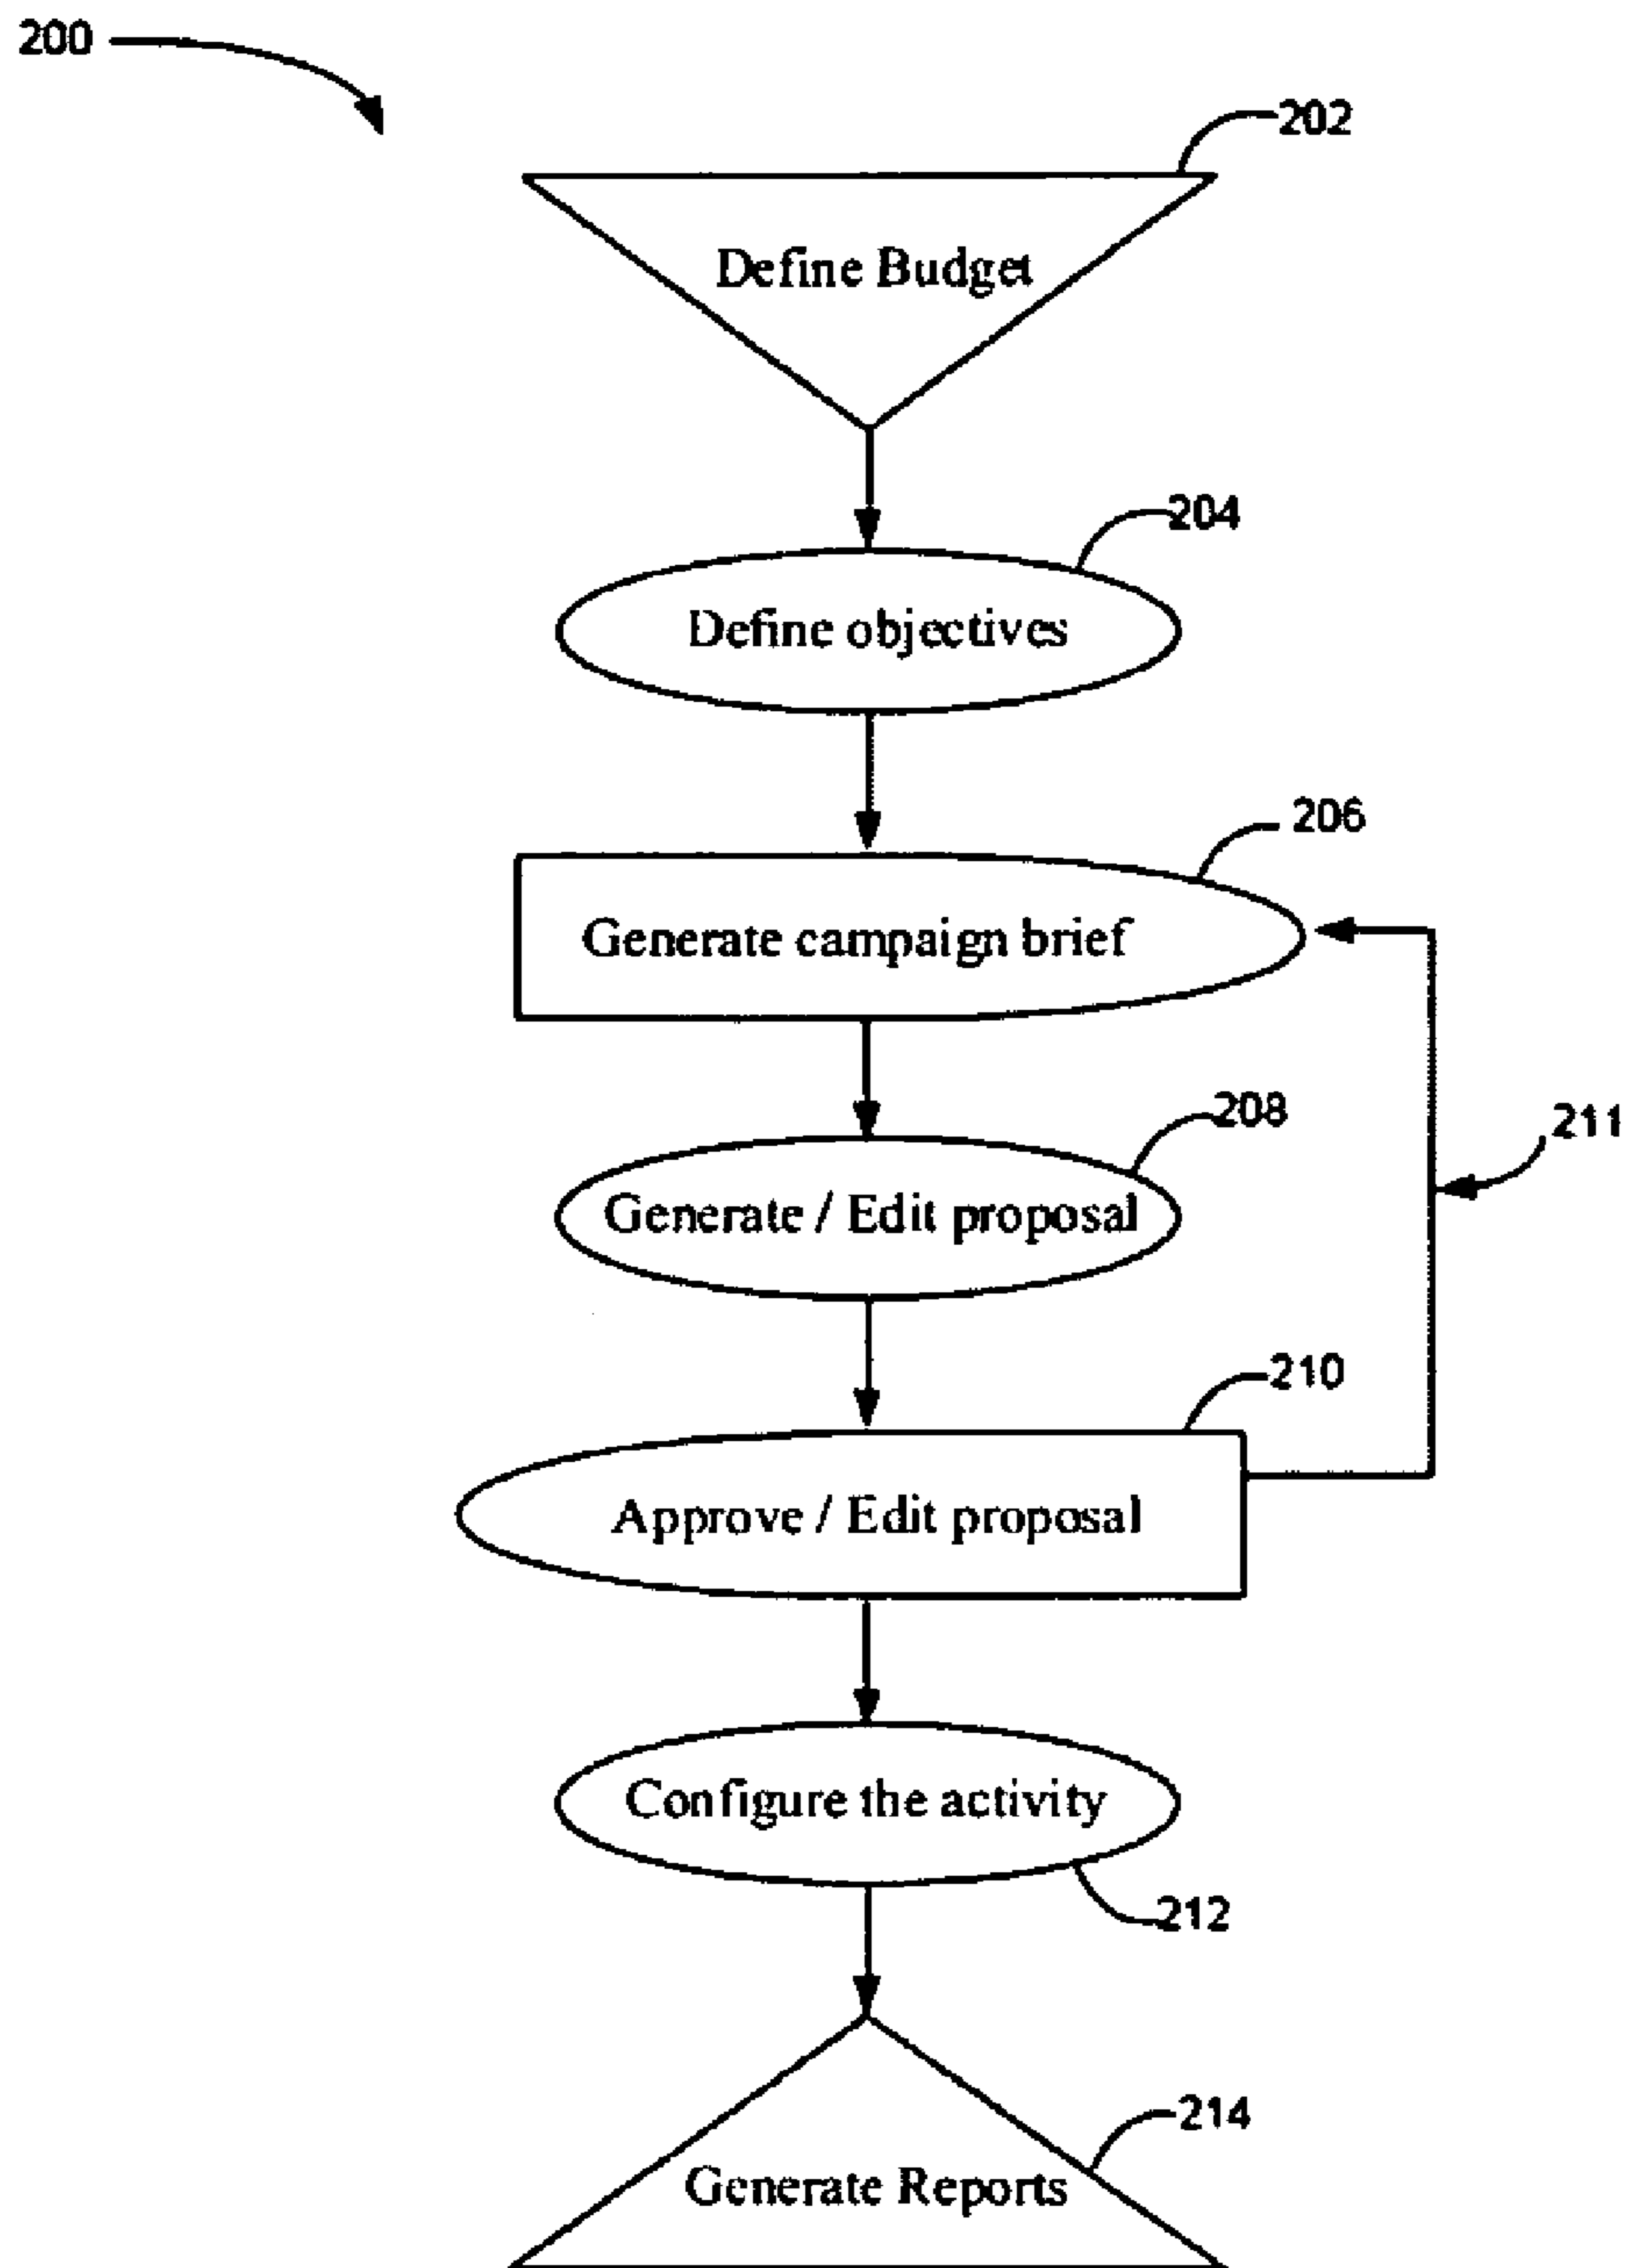 200
202
Define Budget
204
Define objectives
206
Generate campaign brief
208
211
Generate / Edit proposal
210
Approve / Edit proposal
Configure the activity
212
214
Generate Reports